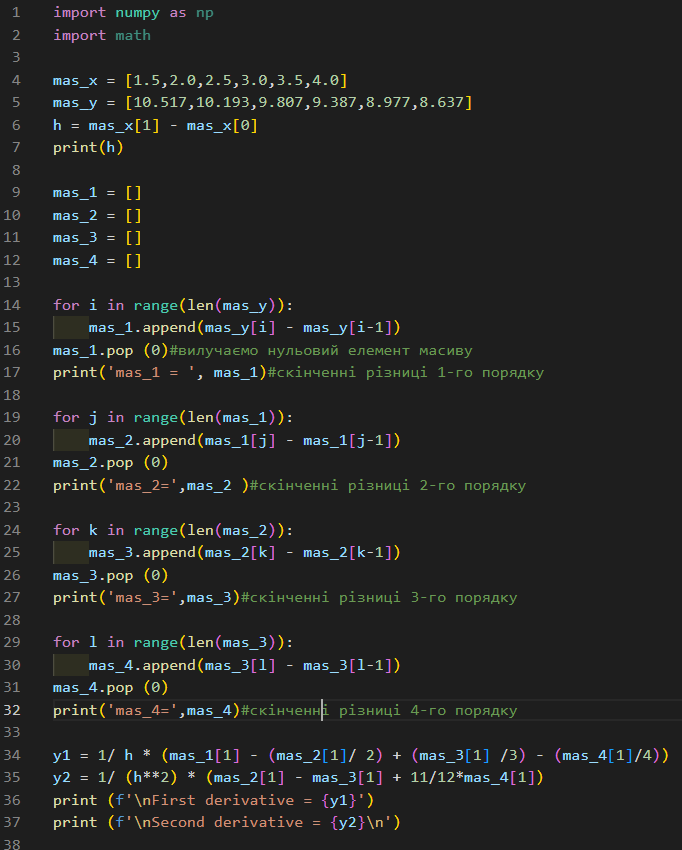 1 import numpy as np
2 import math
3
4 mas_x = [1.5,2.0,2.5,3.0,3.5,4.0]
5 mas_y = [10.517,10.193,9.807,9.387,8.977,8.637]
6 h = mas_x[1] - mas_x[0]
7 print(h)
8
9 mas_1 = []
10 mas_2 = []
11 mas_3 = []
12 mas_4 = []
13
14 for i in range(len(mas_y)):
15     mas_1.append(mas_y[i] - mas_y[i-1])
16 mas_1.pop (0)#вилучаємо нульовий елемент масиву
17 print('mas_1 = ', mas_1)#скінченні різниці 1-го порядку
18
19 for j in range(len(mas_1)):
20     mas_2.append(mas_1[j] - mas_1[j-1])
21 mas_2.pop (0)
22 print('mas_2=',mas_2 )#скінченні різниці 2-го порядку
23
24 for k in range(len(mas_2)):
25     mas_3.append(mas_2[k] - mas_2[k-1])
26 mas_3.pop (0)
27 print('mas_3=',mas_3)#скінченні різниці 3-го порядку
28
29 for l in range(len(mas_3)):
30     mas_4.append(mas_3[l] - mas_3[l-1])
31 mas_4.pop (0)
32 print('mas_4=',mas_4)#скінченні різниці 4-го порядку
33
34 y1 = 1/ h * (mas_1[1] - (mas_2[1]/ 2) + (mas_3[1] /3) - (mas_4[1]/4))
35 y2 = 1/ (h**2) * (mas_2[1] - mas_3[1] + 11/12*mas_4[1])
36 print (f'\nFirst derivative = {y1}')
37 print (f'\nSecond derivative = {y2}\n')
38